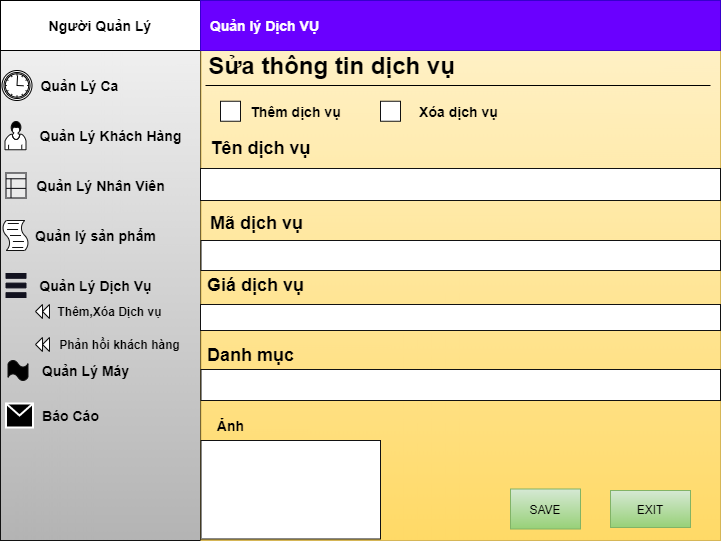 Người Quản Lý
Quản lý Dịch VỤ
Quản Lý Ca
Quản Lý Khách Hàng
Quản Lý Nhân Viên
Quản lý sản phẩm
Quản Lý Dịch Vụ
Thêm,Xóa Dịch vụ
Phản hồi khách hàng
Quản Lý Máy
Báo Cáo
Sửa thông tin dịch vụ
Thêm dịch vụ Xóa dịch vụ
Tên dịch vụ
Mã dịch vụ
Giá dịch vụ
Danh mục
Ảnh
SAVE EXIT